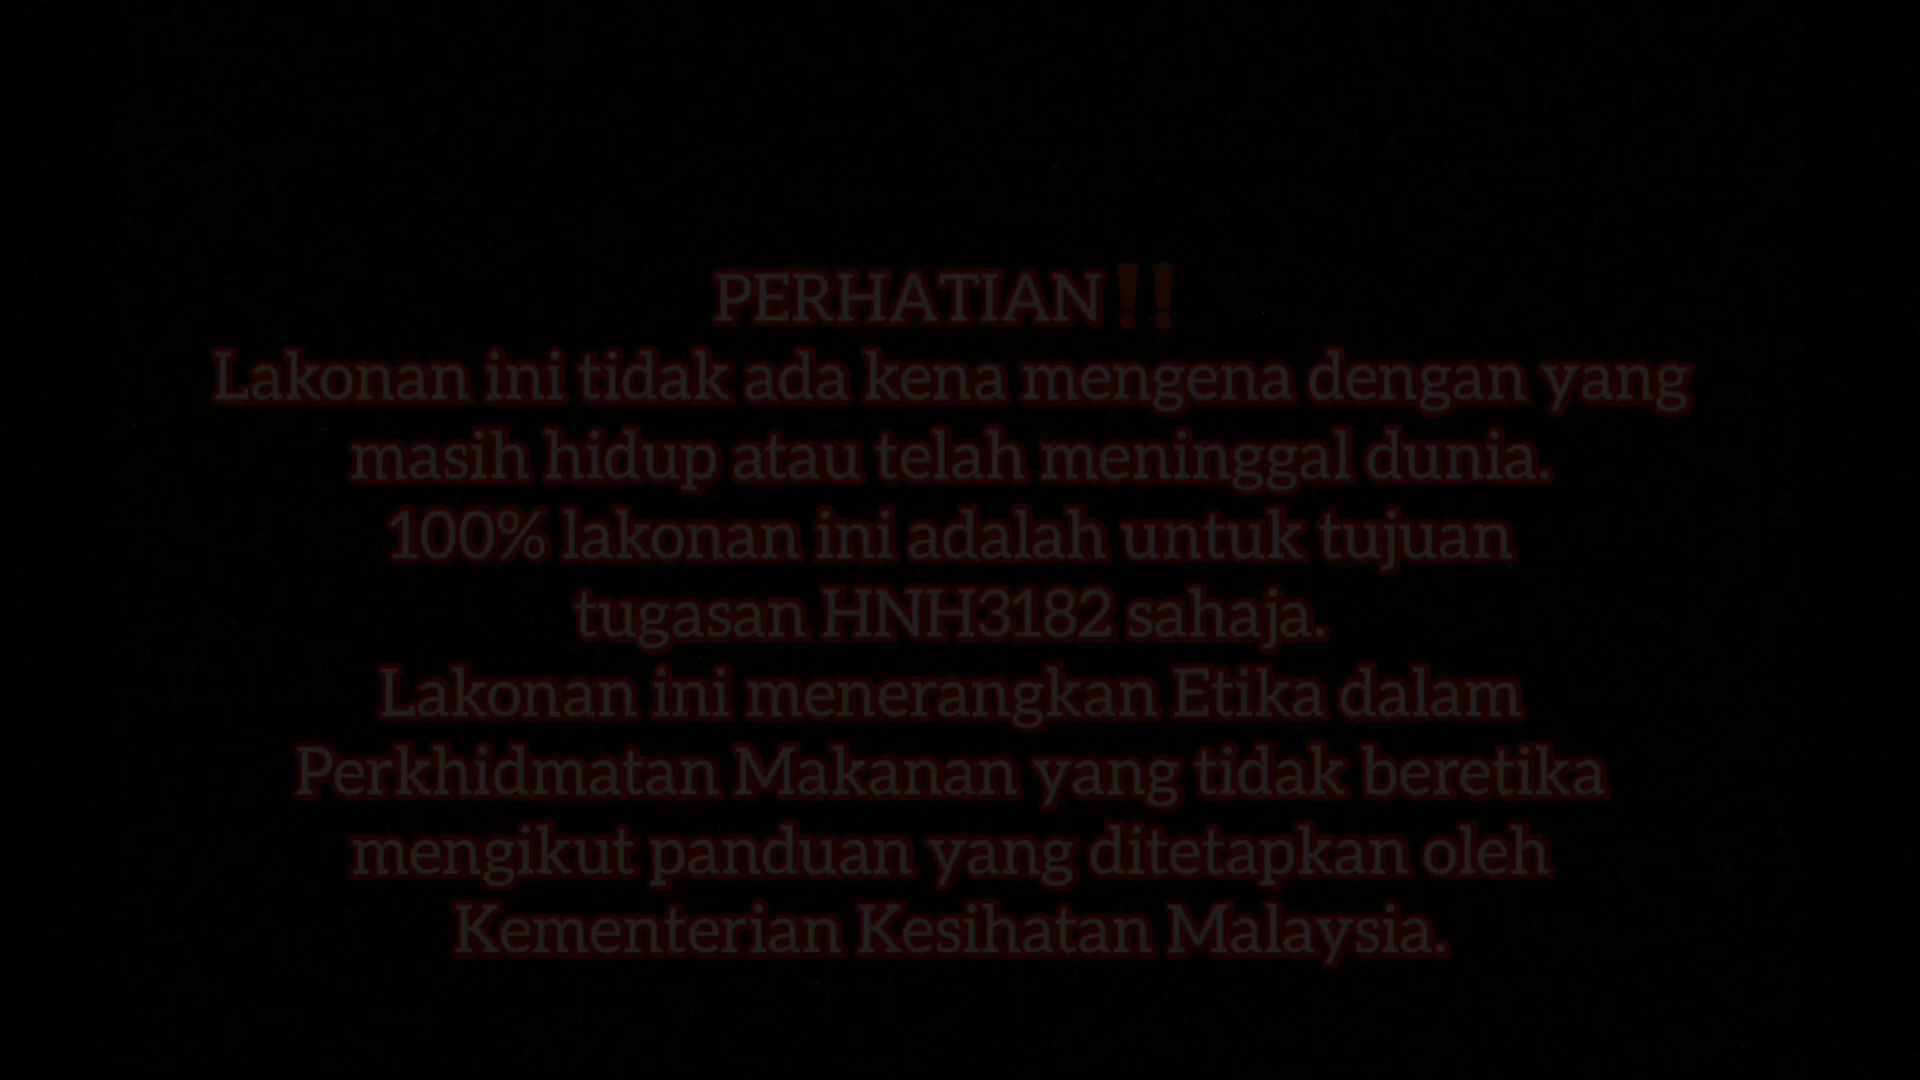 PERHATIAN‼️
Lakonan ini tidak ada kena mengena dengan yang
masih hidup atau telah meninggal dunia.
100% lakonan ini adalah untuk tujuan
tugasan HNH3182 sahaja.
Lakonan ini menerangkan Etika dalam
Perkhidmatan Makanan yang tidak beretika
mengikut panduan yang ditetapkan oleh
Kementerian Kesihatan Malaysia.